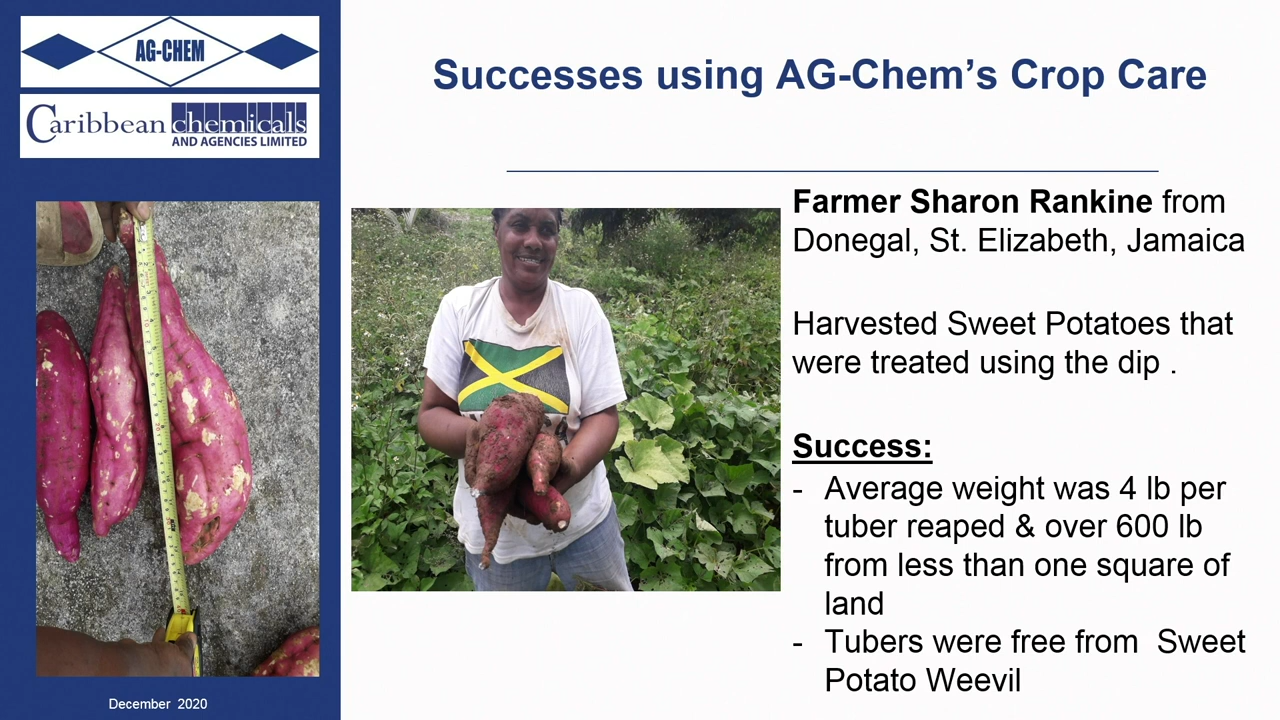 AG-CHEM
Caribbean chemicals
AND AGENCIES LIMITED
Successes using AG-Chem’s Crop Care
Farmer Sharon Rankine from
Donegal, St. Elizabeth, Jamaica
Harvested Sweet Potatoes that
were treated using the dip .
Success:
- Average weight was 4 lb per
tuber reaped & over 600 lb
from less than one square of
land
- Tubers were free from  Sweet
Potato Weevil
December  2020